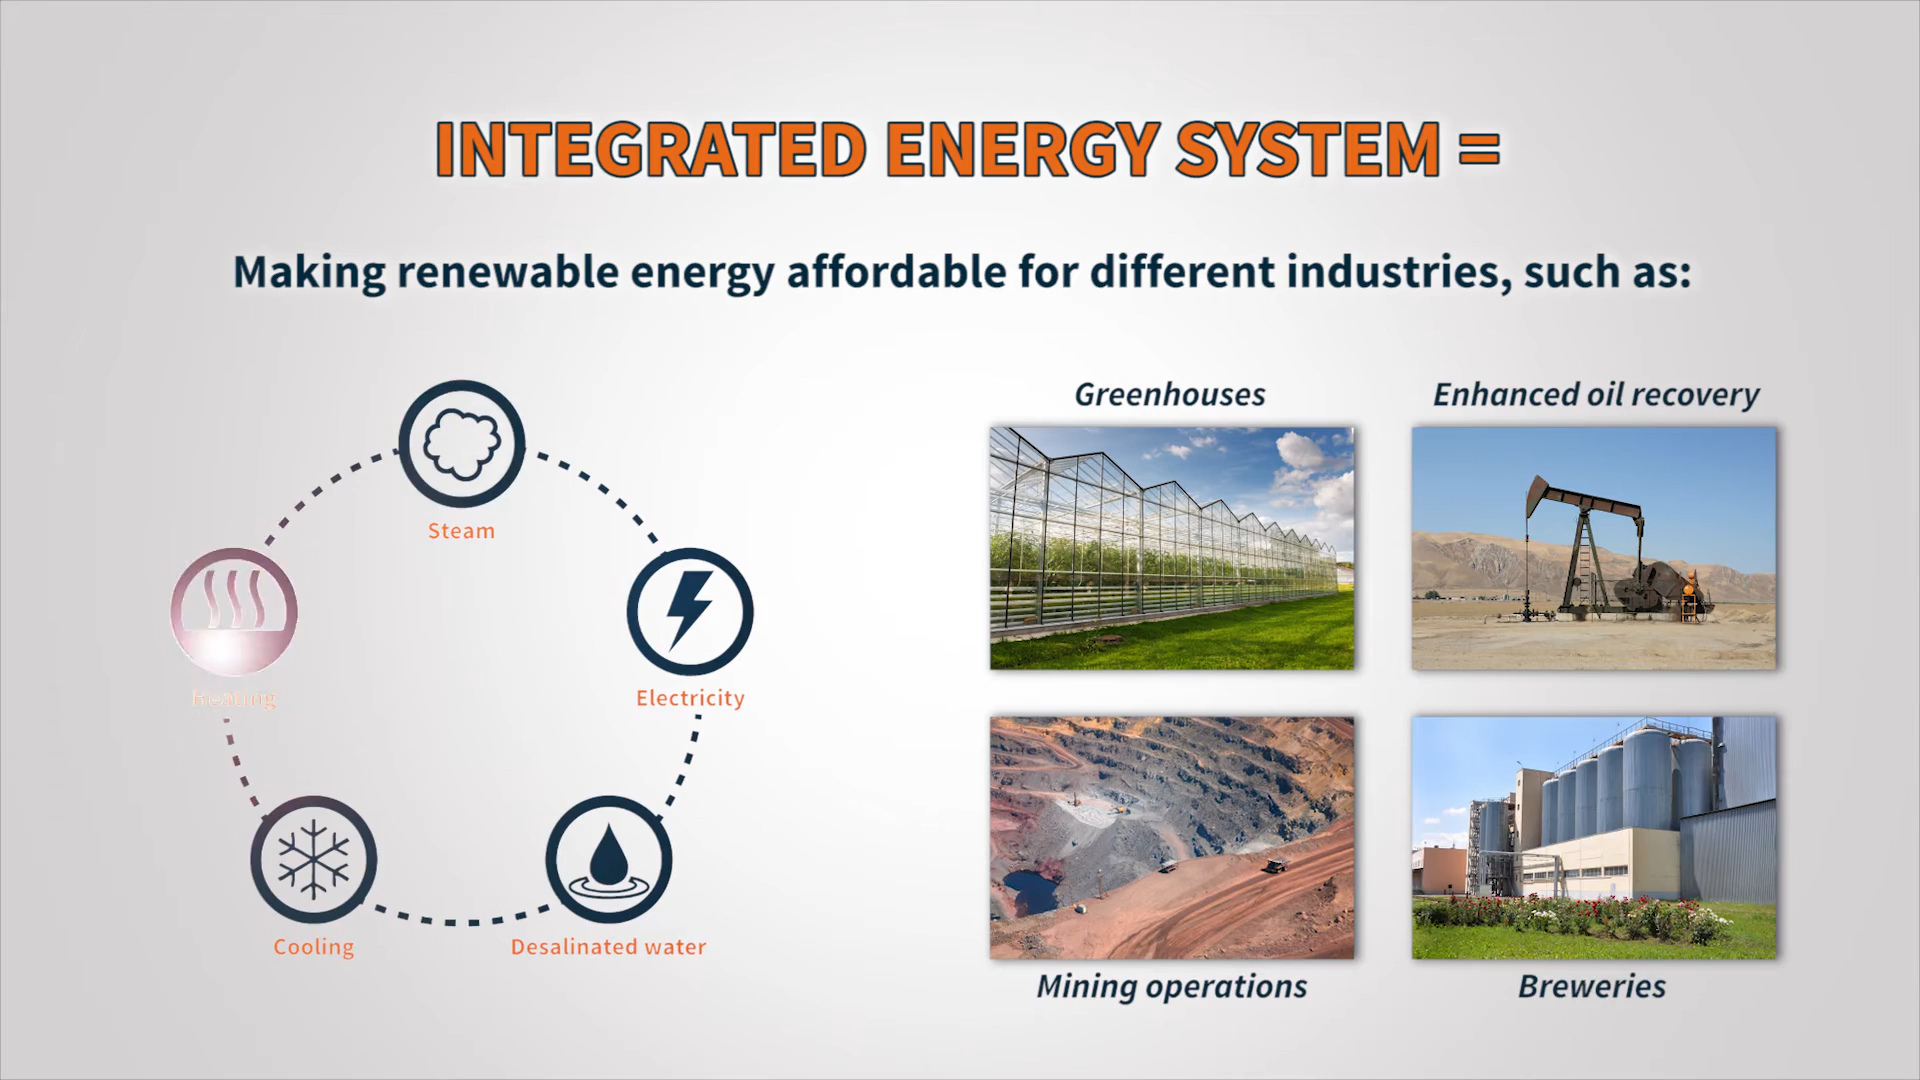 INTEGRATED ENERGY SYSTEM =
Making renewable energy affordable for different industries, such as:
Steam
Heating
Electricity
Cooling
Desalinated water
Greenhouses
Enhanced oil recovery
Mining operations
Breweries